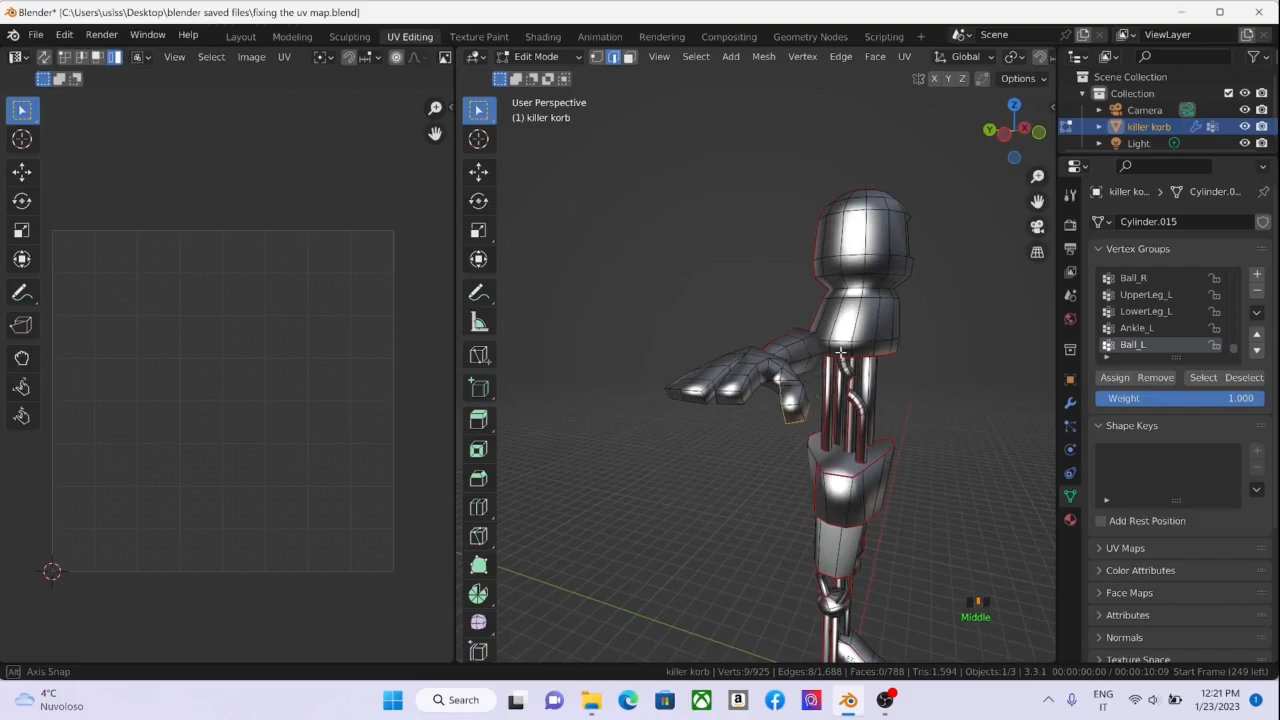 Blender* [C:\Users\uslss\Desktop\blender saved files\fixing the uv map.blend]
File Edit Render Window Help Layout Modeling Sculpting UV Editing Texture Paint Shading Animation Rendering Compositing Geometry Nodes Scripting Scene ViewLayer
View Select Image UV Edit Mode View Select Add Mesh Vertex Edge Face UV Global
X Y Z Options
Scene Collection
Collection
Camera
killer korb
Light
User Perspective
(1) killer korb
Z
Y X
killer ko... Cylinder.0...
Cylinder.015
Vertex Groups
Ball_R
UpperLeg_L
LowerLeg_L
Ankle_L
Ball_L
Assign Remove Select Deselect
Weight 1.000
Shape Keys
Add Rest Position
UV Maps
Color Attributes
Face Maps
Attributes
Normals
Texture Space
Middle
Alt Axis Snap
killer korb | Verts:9/925 | Edges:8/1,688 | Faces:0/788 | Tris:1,594 | Objects:1/3 | 3.3.1 00:00:00:00 / 00:00:10:09 Start Frame (249 left)
4°C
Nuvoloso
Search
ENG
IT
12:21 PM
1/23/2023
1